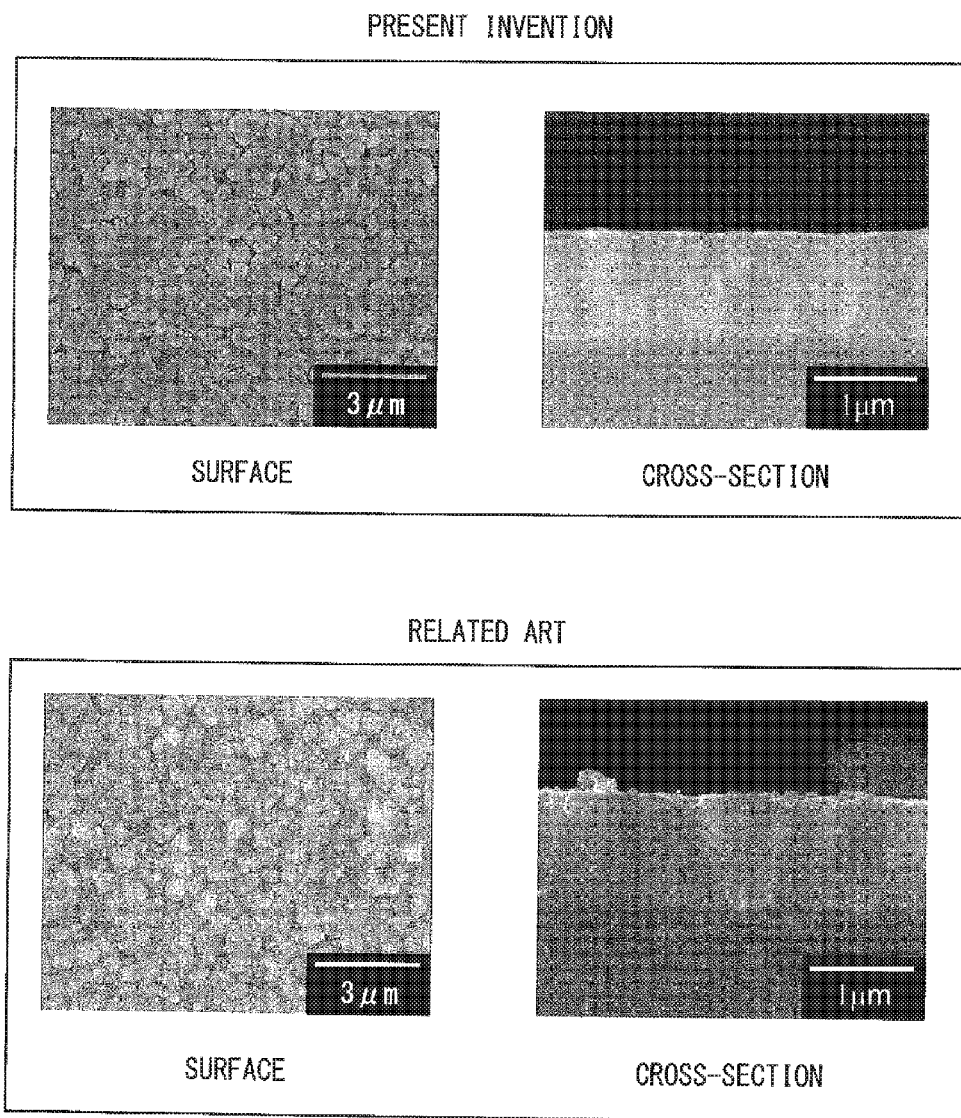 PRESENT INVENTION
3 μm
1μm
SURFACE
CROSS-SECTION
RELATED ART
3 μm
1μm
SURFACE
CROSS-SECTION